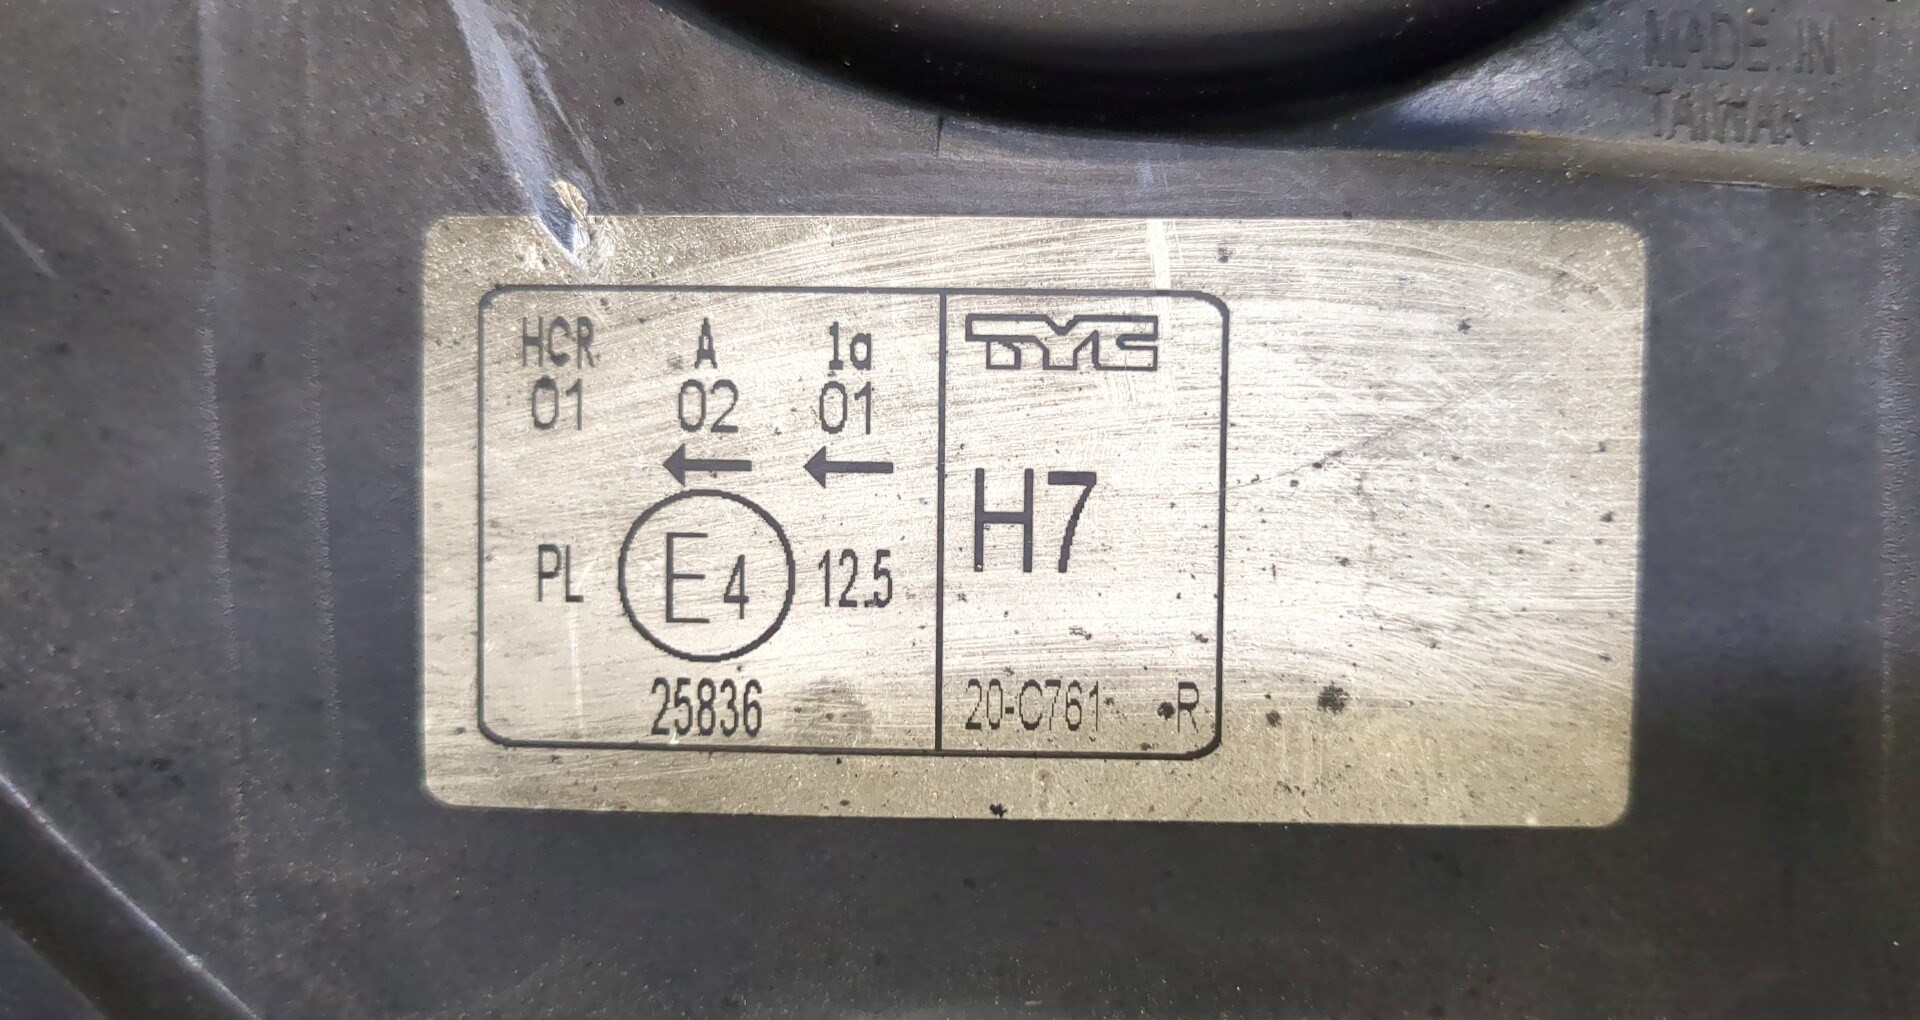 MADE IN
TAIWAN
HCR A 1a
01 02 01
← ←
PL E4 12.5
25836
TYC
H7
20-C761 R